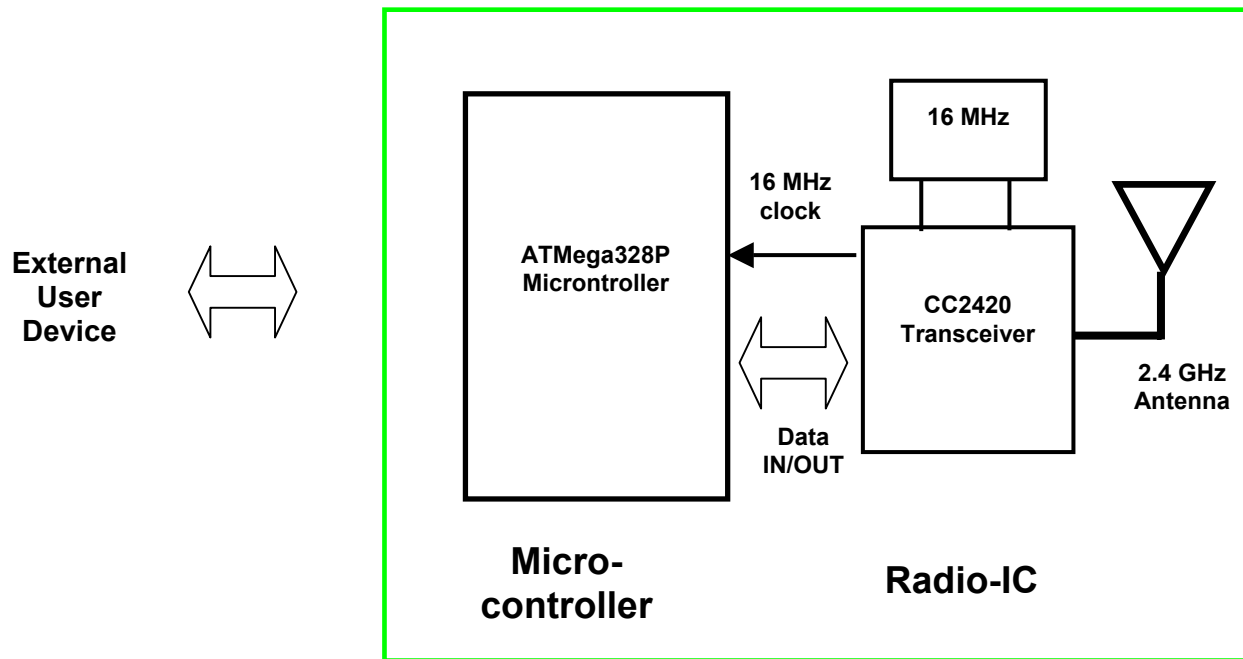 External
User
Device
ATMega328P
Microntroller
16 MHz
clock
Data
IN/OUT
16 MHz
CC2420
Transceiver
2.4 GHz
Antenna
Micro-
controller
Radio-IC